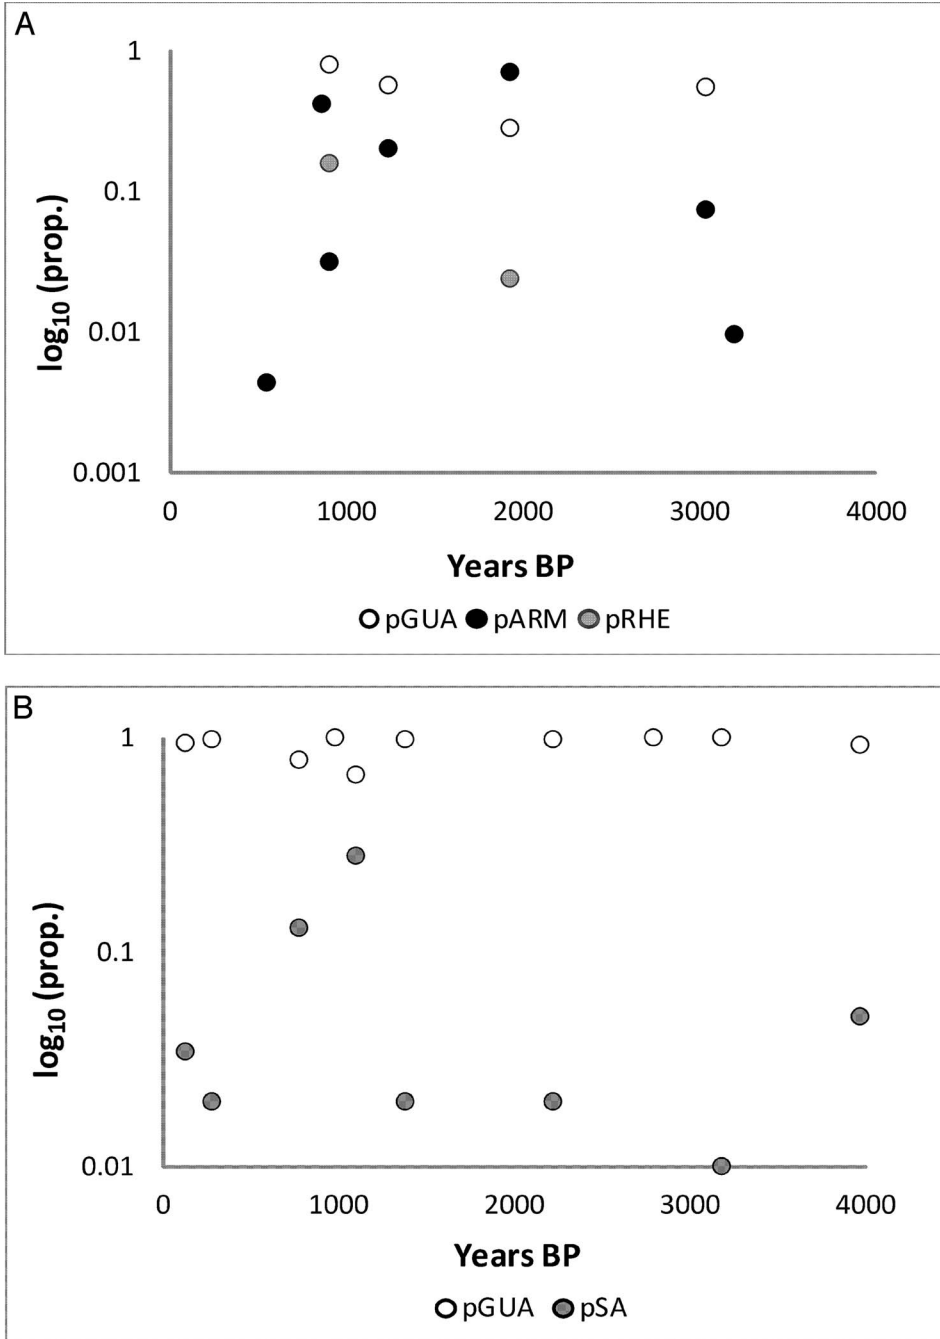 A
1
0.1
0.01
0.001
log10 (prop.)
0 1000 2000 3000 4000
Years BP
pGUA pARM pRHE
B
1
0.1
0.01
log10 (prop.)
0 1000 2000 3000 4000
Years BP
pGUA pSA